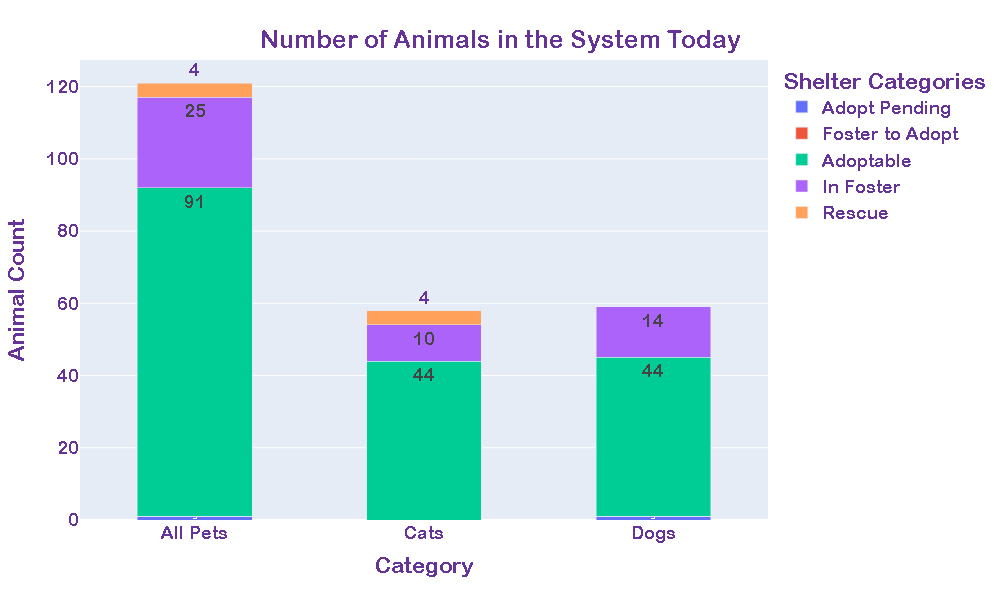 Number of Animals in the System Today
Shelter Categories
Adopt Pending
Foster to Adopt
Adoptable
In Foster
Rescue
Animal Count
120
100
80
60
40
20
0
4
25
91
4
10
44
14
44
All Pets
Cats
Dogs
Category